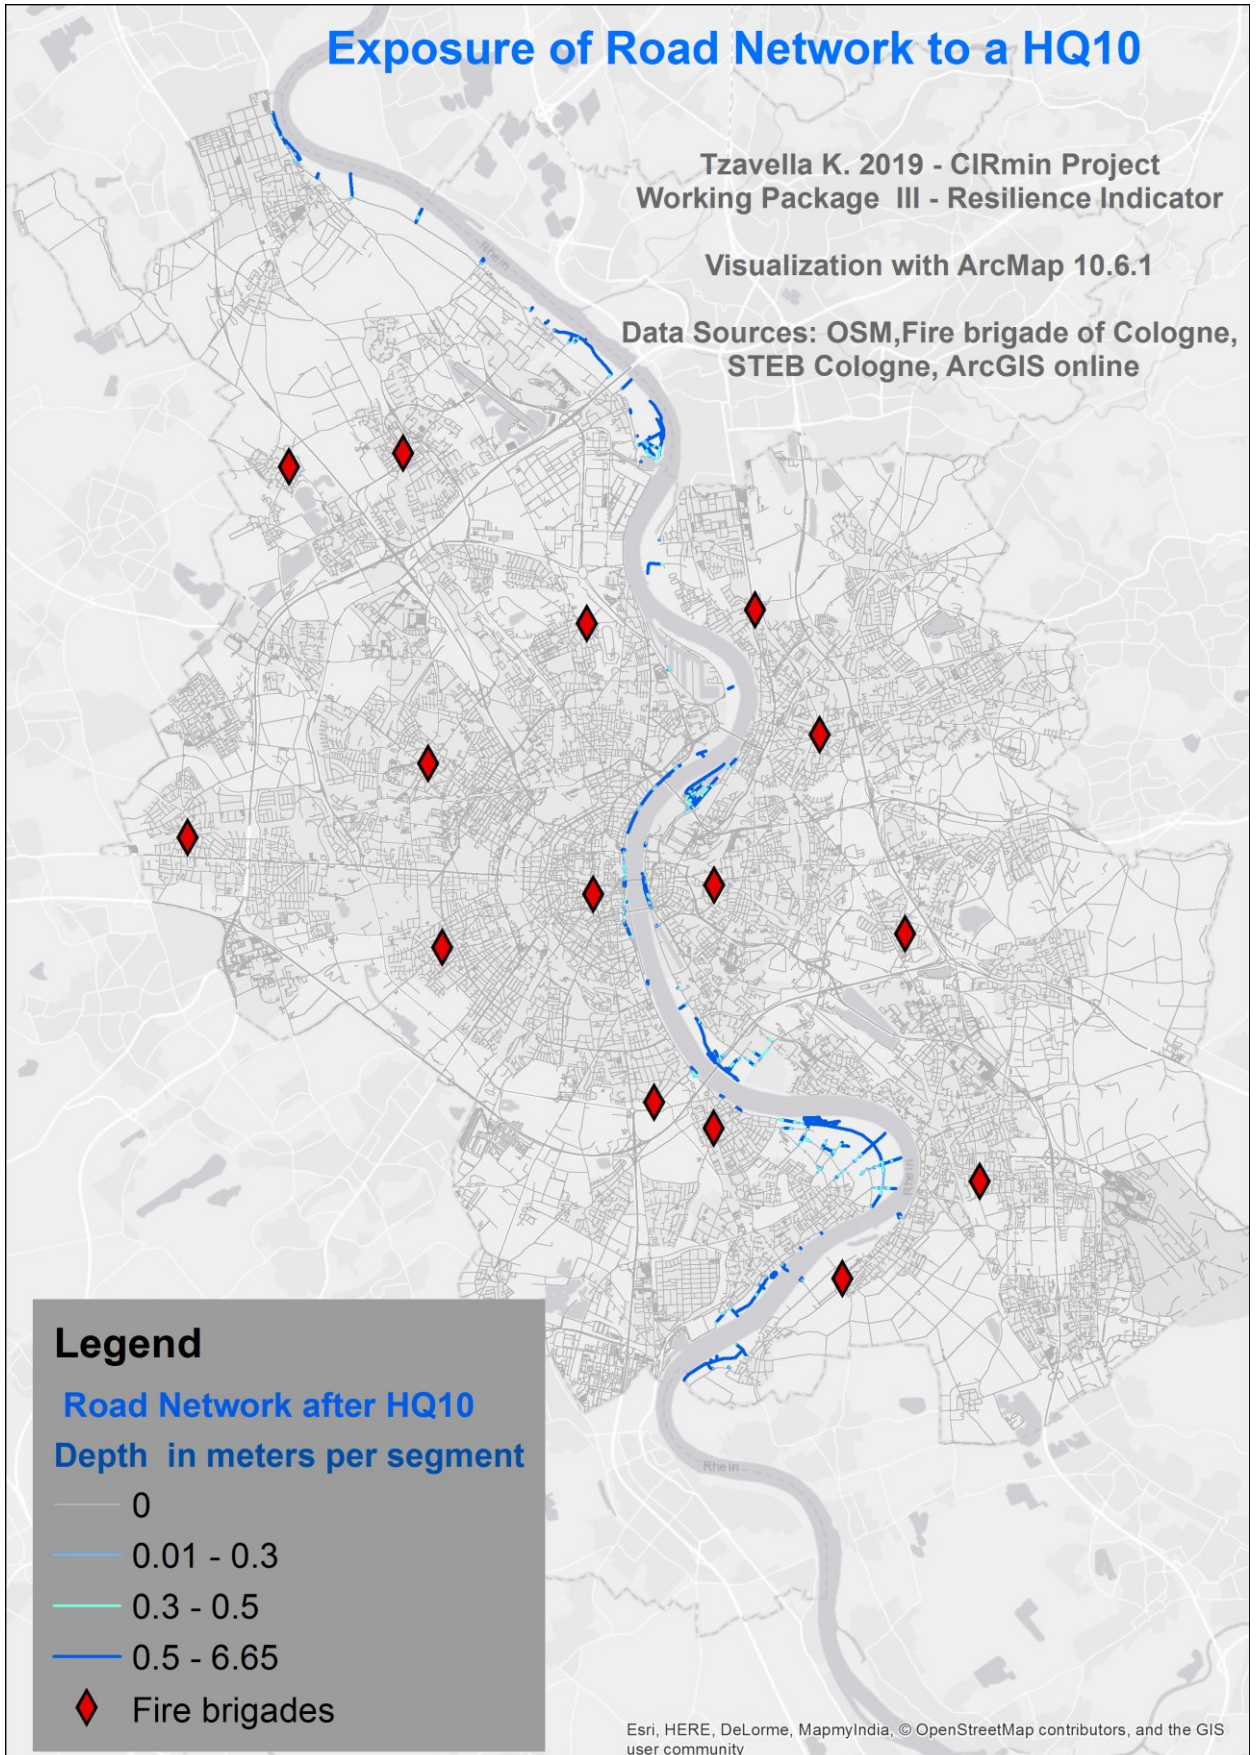 Exposure of Road Network to a HQ10
Tzavella K. 2019 - CIRmin Project
Working Package III - Resilience Indicator
Visualization with ArcMap 10.6.1
Data Sources: OSM,Fire brigade of Cologne,
STEB Cologne, ArcGIS online
Rhein
Rhein
Rhein
Legend
Road Network after HQ10
Depth in meters per segment
0
0.01 - 0.3
0.3 - 0.5
0.5 - 6.65
Fire brigades
Esri, HERE, DeLorme, MapmyIndia, © OpenStreetMap contributors, and the GIS
user community